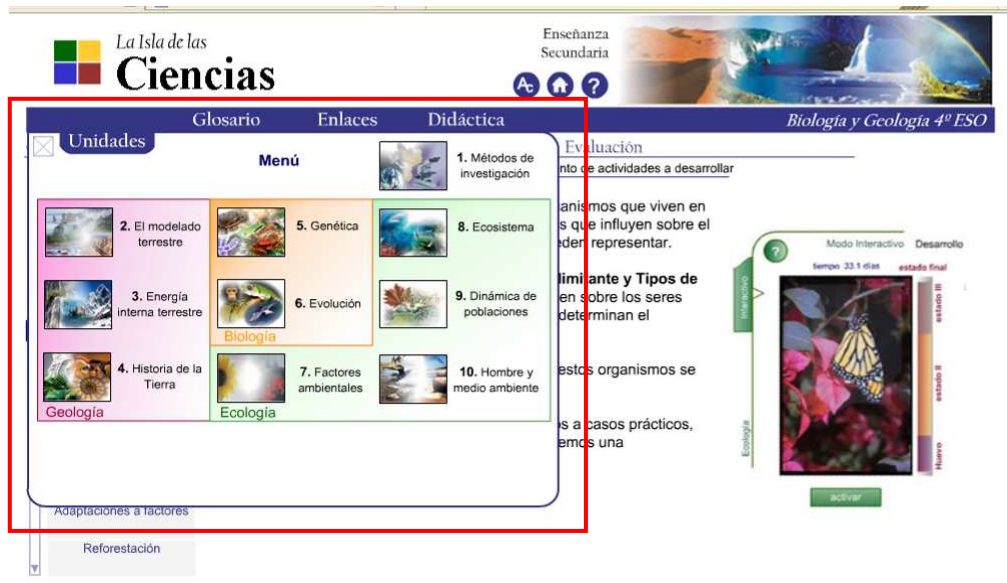 La Isla de las
Ciencias
Enseñanza
Secundaria
Ac ?
Glosario Enlaces Didáctica
Biología y Geología 4º ESO
Unidades
Menú
1. Métodos de
investigación
2. El modelado
terrestre
3. Energía
interna terrestre
4. Historia de la
Tierra
Geología
5. Genética
6. Evolución
Biología
7. Factores
ambientales
Ecología
8. Ecosistema
9. Dinámica de
poblaciones
10. Hombre y
medio ambiente
Evaluación
nto de actividades a desarrollar
anismos que viven en
s que influyen sobre el
eden representar.
limitante y Tipos de
en sobre los seres
determinan el
estos organismos se
os a casos prácticos,
emos una
Adaptaciones a factores
Reforestación
?
Modo Interactivo Desarrollo
tiempo 33.1 días estado final
Interactivo
Ecología
estado III
estado II
Huevo
activar